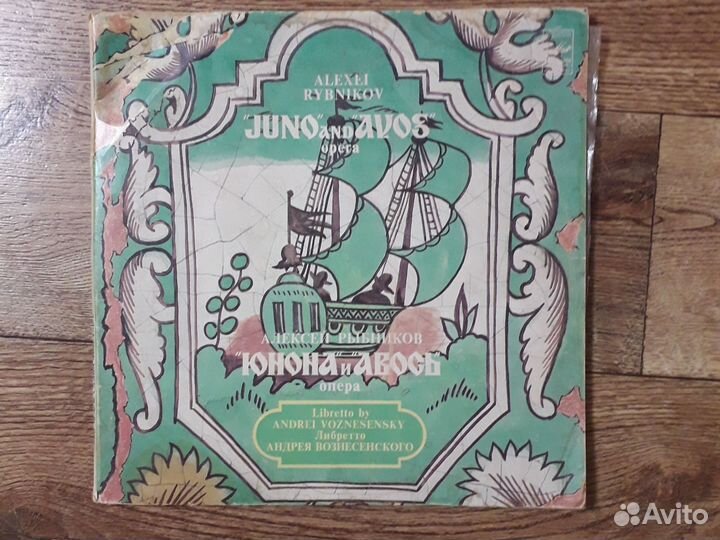 ALEXEI
RYBNIKOV
"JUNO" AND "AVOS"
opera
АЛЕКСЕЙ РЫБНИКОВ
"ЮНОНА" И "АВОСЬ"
опера
Libretto by
ANDREI VOZNESENSKY
Либретто
АНДРЕЯ ВОЗНЕСЕНСКОГО
Avito